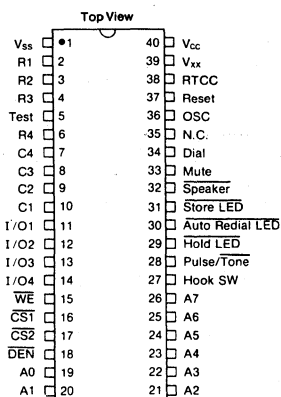 Top View
Vss 1 40 Vcc
R1 2 39 Vxx
R2 3 38 RTCC
R3 4 37 Reset
Test 5 36 OSC
R4 6 35 N.C.
C4 7 34 Dial
C3 8 33 Mute
C2 9 32 Speaker
C1 10 31 Store LED
I/O1 11 30 Auto Redial LED
I/O2 12 29 Hold LED
I/O3 13 28 Pulse/Tone
I/O4 14 27 Hook SW
WE 15 26 A7
CS1 16 25 A6
CS2 17 24 A5
DEN 18 23 A4
A0 19 22 A3
A1 20 21 A2